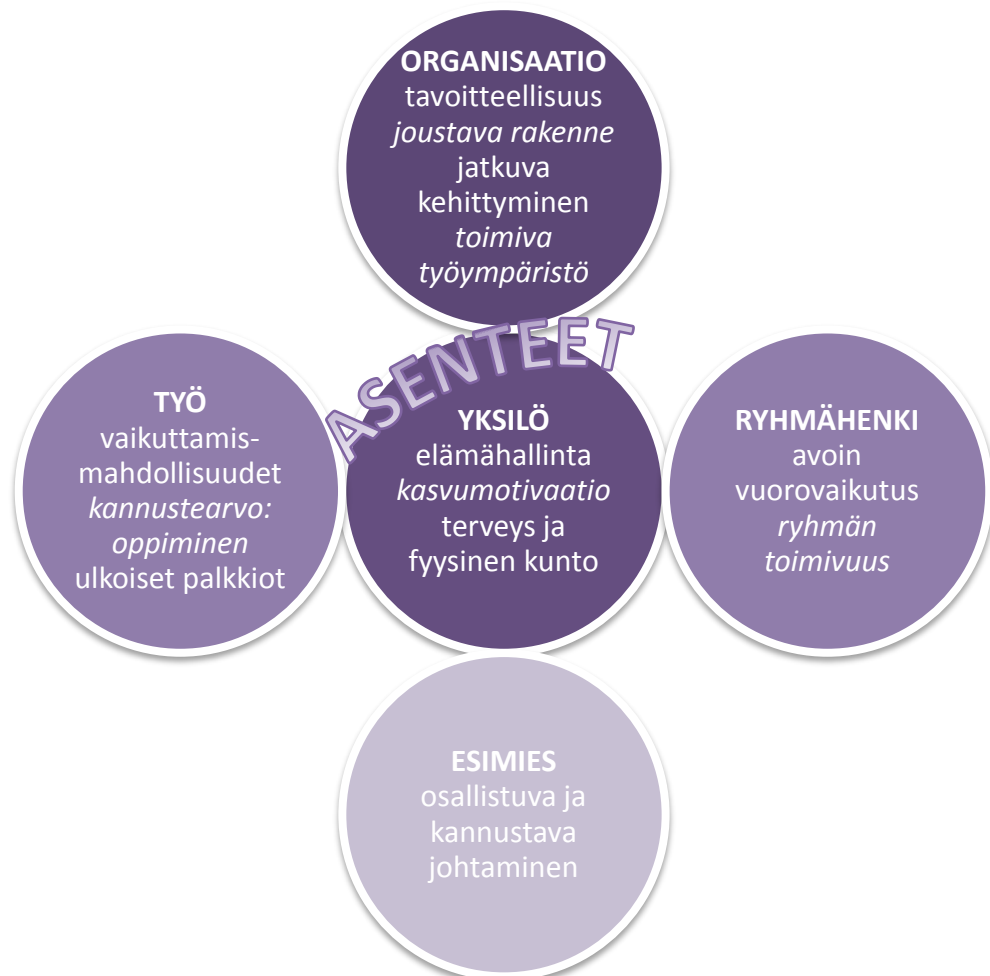 ORGANISAATIO
tavoitteellisuus
joustava rakenne
jatkuva
kehittyminen
toimiva
työympäristö
ASENTEET
TYÖ
vaikuttamis-
mahdollisuudet
kannustearvo:
oppiminen
ulkoiset palkkiot
YKSILÖ
elämähallinta
kasvumotivaatio
terveys ja
fyysinen kunto
RYHMÄHENKI
avoin
vuorovaikutus
ryhmän
toimivuus
ESIMIES
osallistuva ja
kannustava
johtaminen